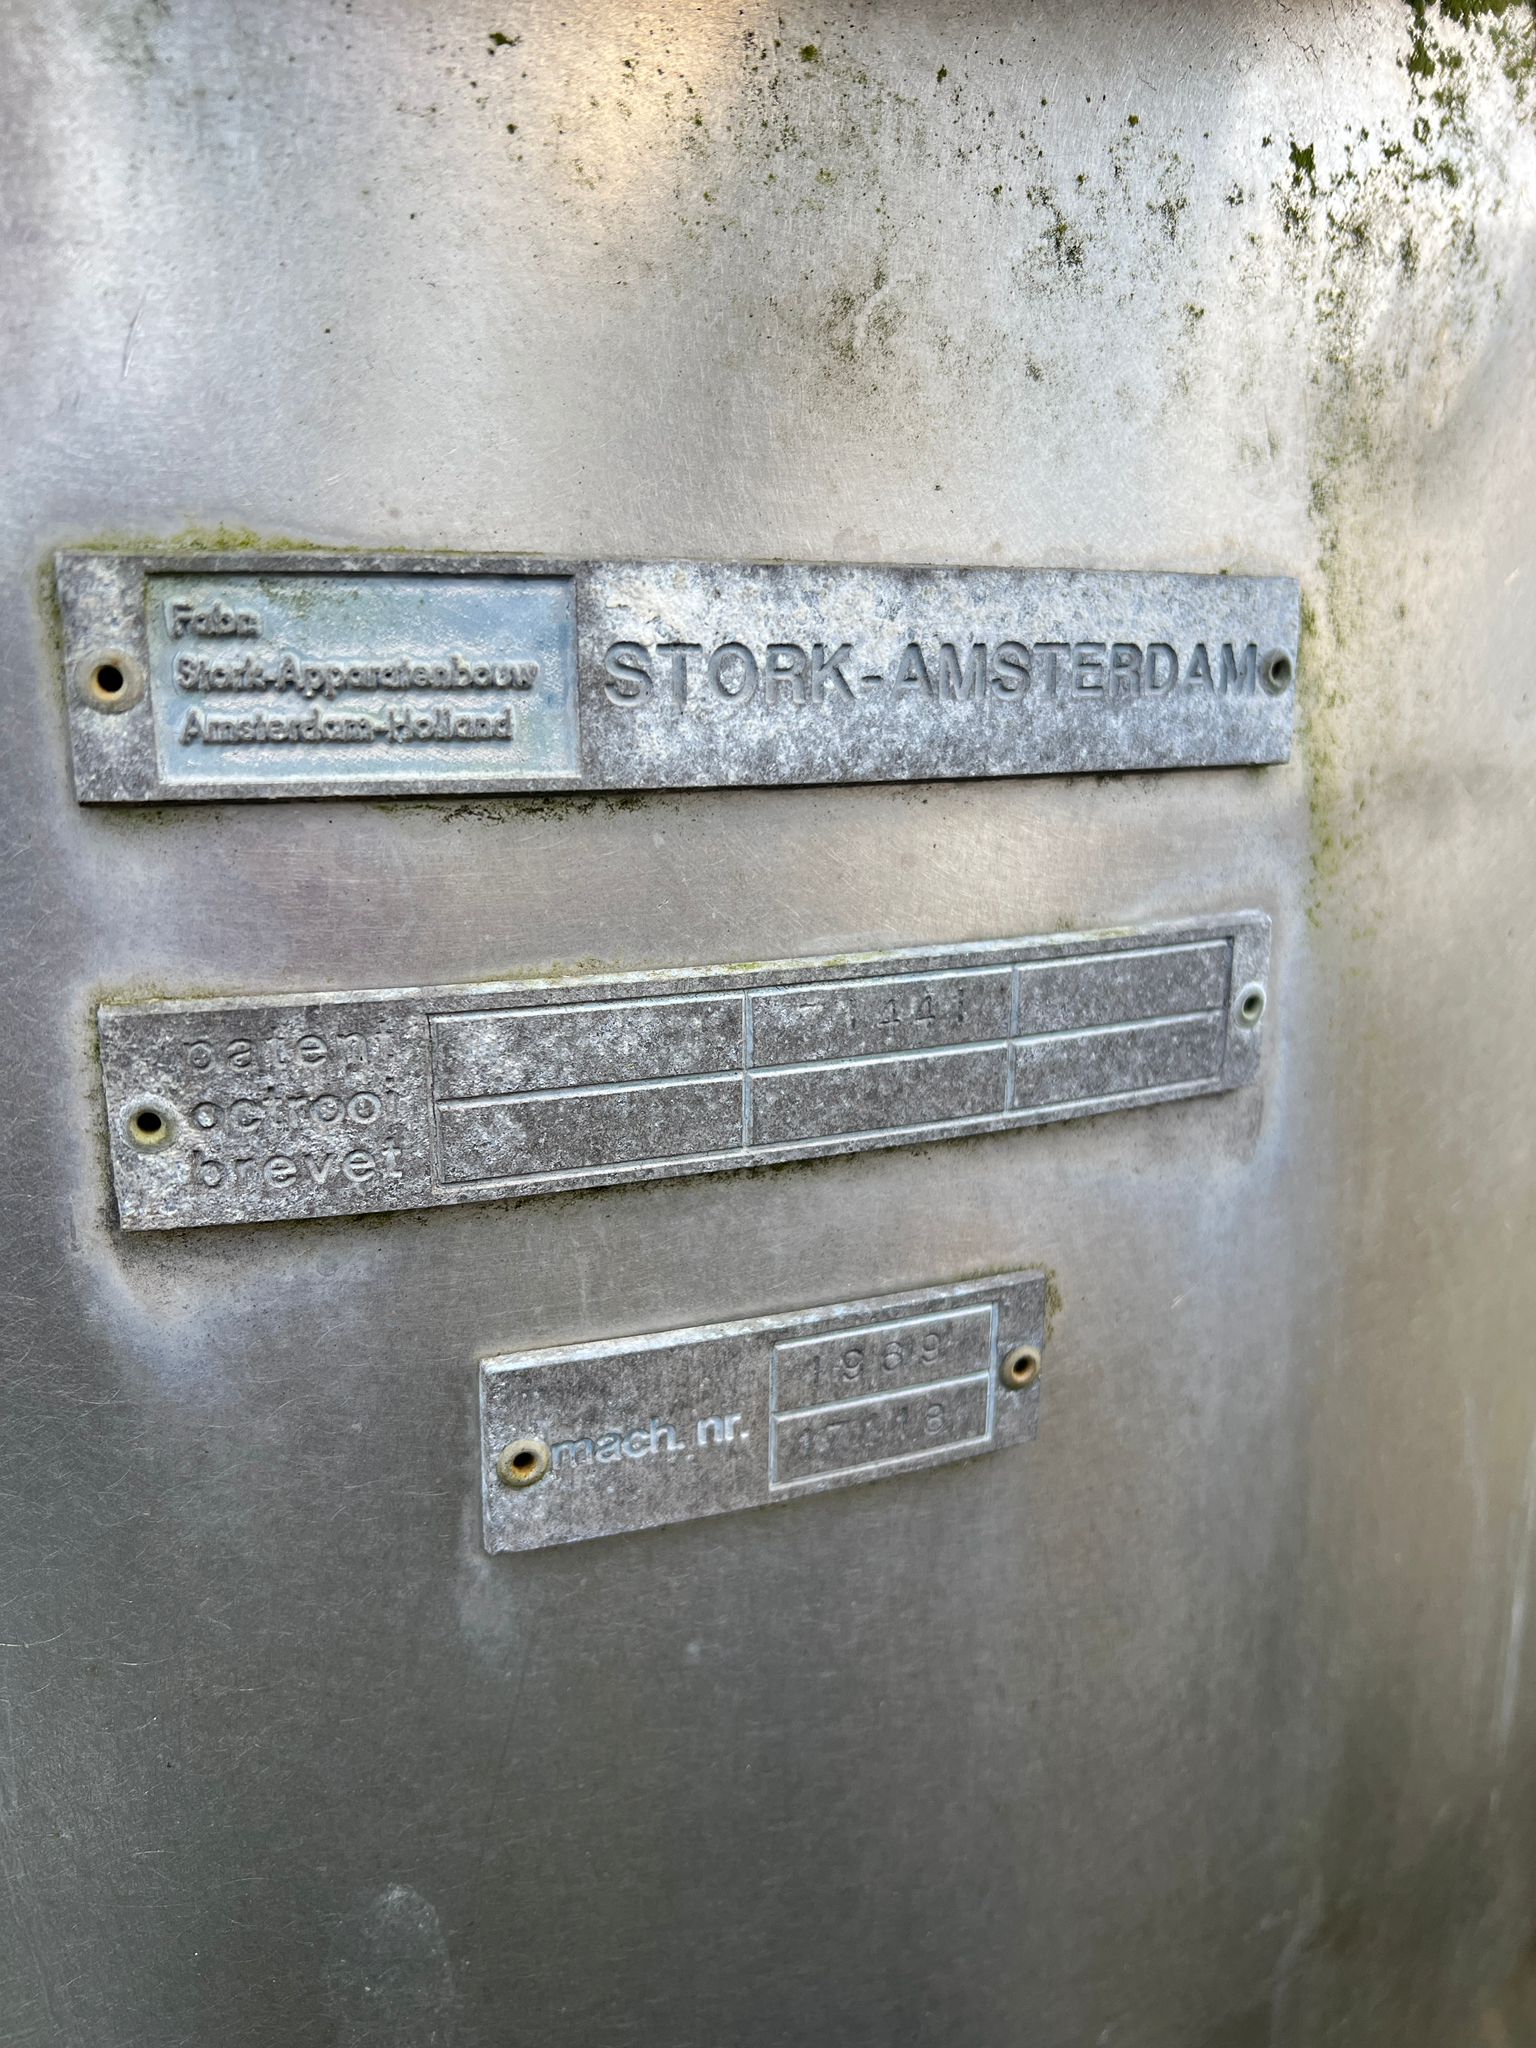 Fabr.
Stork-Apparatenbouw
Amsterdam-Holland
STORK-AMSTERDAM
patent
octrooi
brevet
71441
mach. nr.
1969